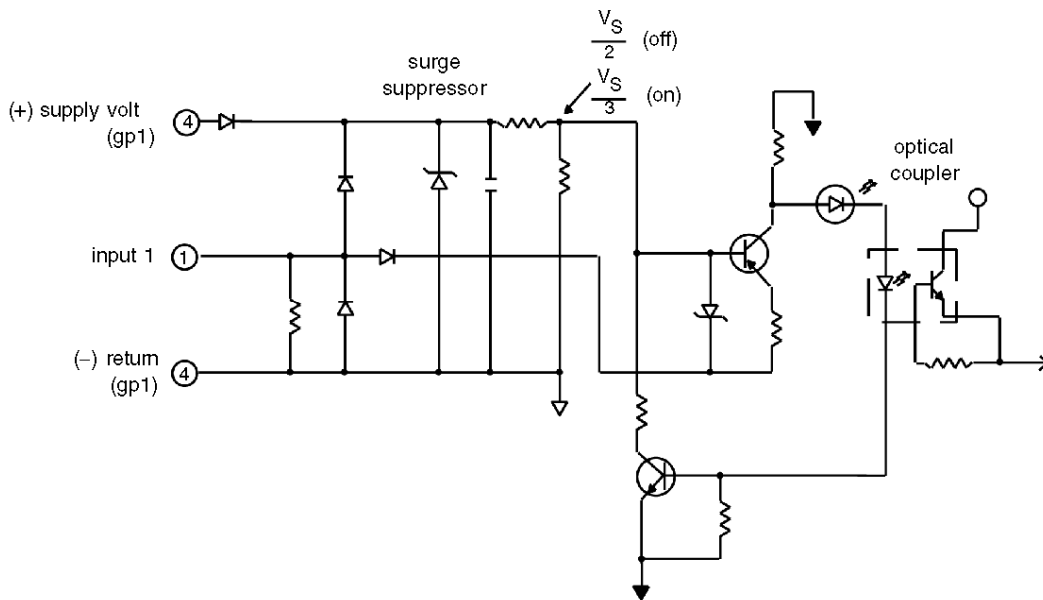 V_S
2 (off)
V_S
3 (on)
surge
suppressor
(+) supply volt
(gp1)
4
optical
coupler
input 1
1
(–) return
(gp1)
4